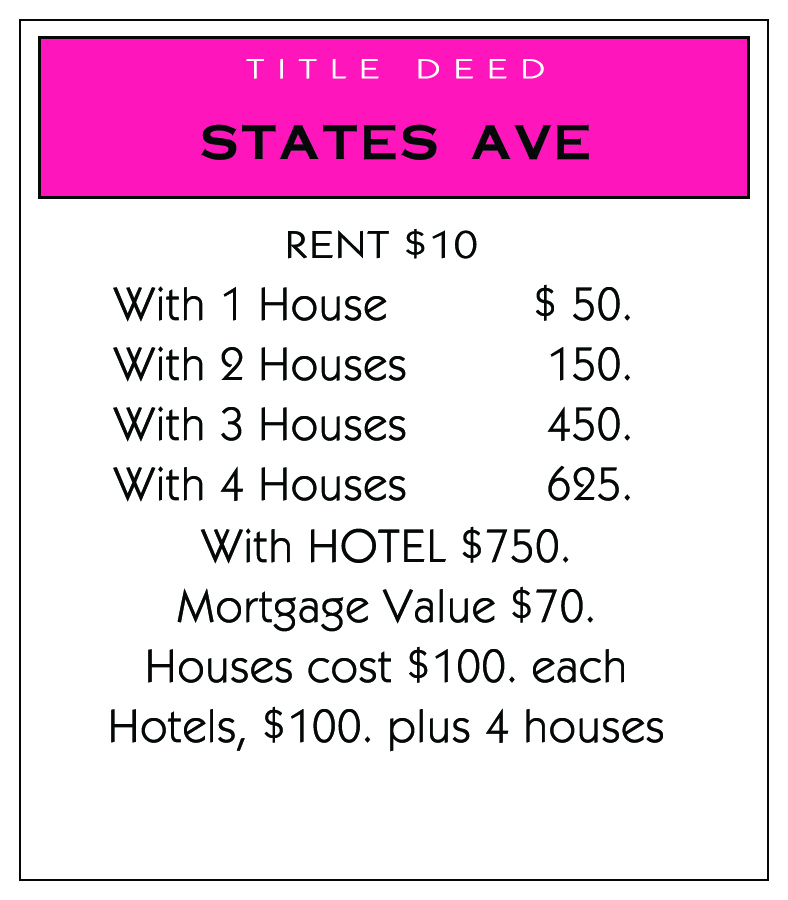 TITLE DEED
STATES AVE
RENT $10
With 1 House $ 50.
With 2 Houses 150.
With 3 Houses 450.
With 4 Houses 625.
With HOTEL $750.
Mortgage Value $70.
Houses cost $100. each
Hotels, $100. plus 4 houses